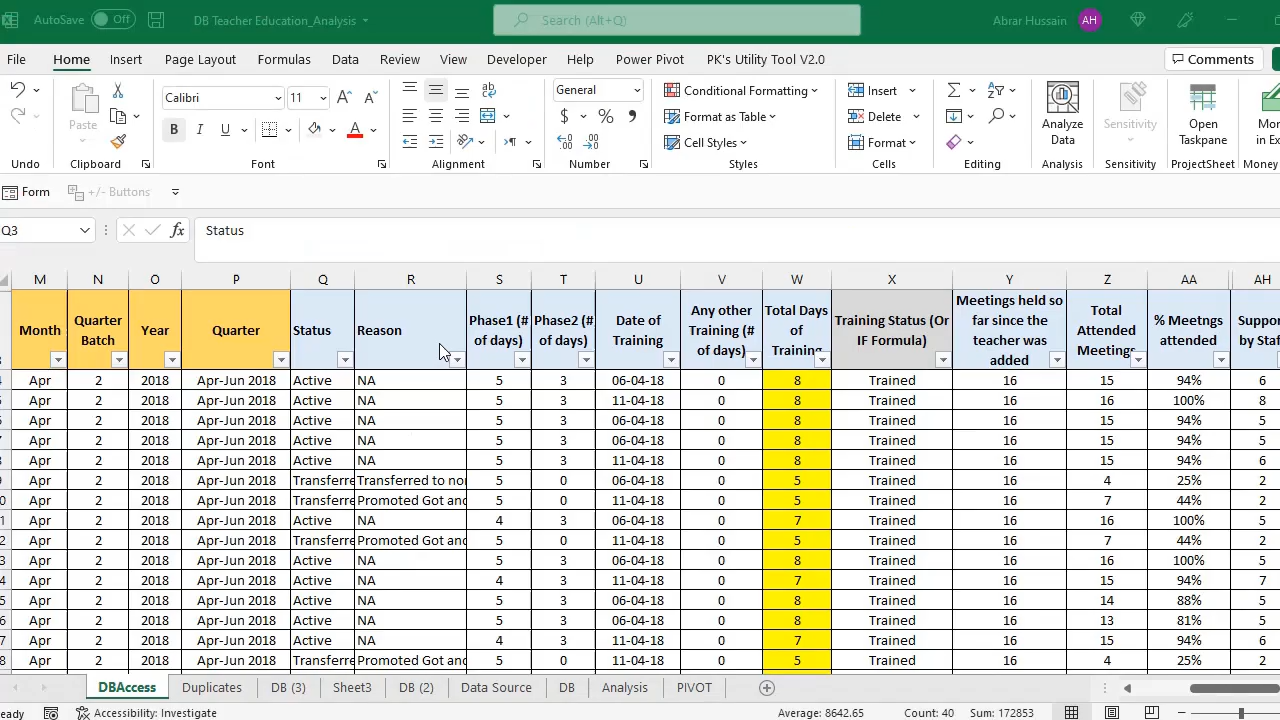 AutoSave Off DB Teacher Education_Analysis Search (Alt+Q) Abrar Hussain AH
File Home Insert Page Layout Formulas Data Review View Developer Help Power Pivot PK's Utility Tool V2.0 Comments
Calibri 11 General Conditional Formatting Insert
Paste $ % Format as Table Delete Analyze Data Sensitivity Open Taskpane
B I U A Cell Styles Format
Undo Clipboard Font Alignment Number Styles Cells Editing Analysis Sensitivity ProjectSheet Money
Form +/- Buttons
Q3 fx Status
M N O P Q R S T U V W X Y Z AA AH
Month Quarter Batch Year Quarter Status Reason Phase1 (# of days) Phase2 (# of days) Date of Training Any other Training (# of days) Total Days of Training Training Status (Or IF Formula) Meetings held so far since the teacher was added Total Attended Meetings % Meetngs attended
Apr 2 2018 Apr-Jun 2018 Active NA 5 3 06-04-18 0 8 Trained 16 15 94% 6
Apr 2 2018 Apr-Jun 2018 Active NA 5 3 11-04-18 0 8 Trained 16 16 100% 8
Apr 2 2018 Apr-Jun 2018 Active NA 5 3 06-04-18 0 8 Trained 16 15 94% 5
Apr 2 2018 Apr-Jun 2018 Active NA 5 3 06-04-18 0 8 Trained 16 15 94% 5
Apr 2 2018 Apr-Jun 2018 Active NA 5 3 11-04-18 0 8 Trained 16 15 94% 6
Apr 2 2018 Apr-Jun 2018 Transferre Transferred to nor 5 0 06-04-18 0 5 Trained 16 4 25% 2
Apr 2 2018 Apr-Jun 2018 Transferre Promoted Got and 5 0 11-04-18 0 5 Trained 16 7 44% 2
Apr 2 2018 Apr-Jun 2018 Active NA 4 3 06-04-18 0 7 Trained 16 16 100% 5
Apr 2 2018 Apr-Jun 2018 Transferre Promoted Got and 5 0 11-04-18 0 5 Trained 16 7 44% 2
Apr 2 2018 Apr-Jun 2018 Active NA 5 3 06-04-18 0 8 Trained 16 16 100% 5
Apr 2 2018 Apr-Jun 2018 Active NA 4 3 11-04-18 0 7 Trained 16 15 94% 7
Apr 2 2018 Apr-Jun 2018 Active NA 5 3 06-04-18 0 8 Trained 16 14 88% 5
Apr 2 2018 Apr-Jun 2018 Active NA 5 3 06-04-18 0 8 Trained 16 13 81% 5
Apr 2 2018 Apr-Jun 2018 Active NA 4 3 11-04-18 0 7 Trained 16 15 94% 6
Apr 2 2018 Apr-Jun 2018 Transferre Promoted Got and 5 0 11-04-18 0 5 Trained 16 4 25% 2
DBAccess Duplicates DB (3) Sheet3 DB (2) Data Source DB Analysis PIVOT
eady Accessibility: Investigate Average: 8642.65 Count: 40 Sum: 172853